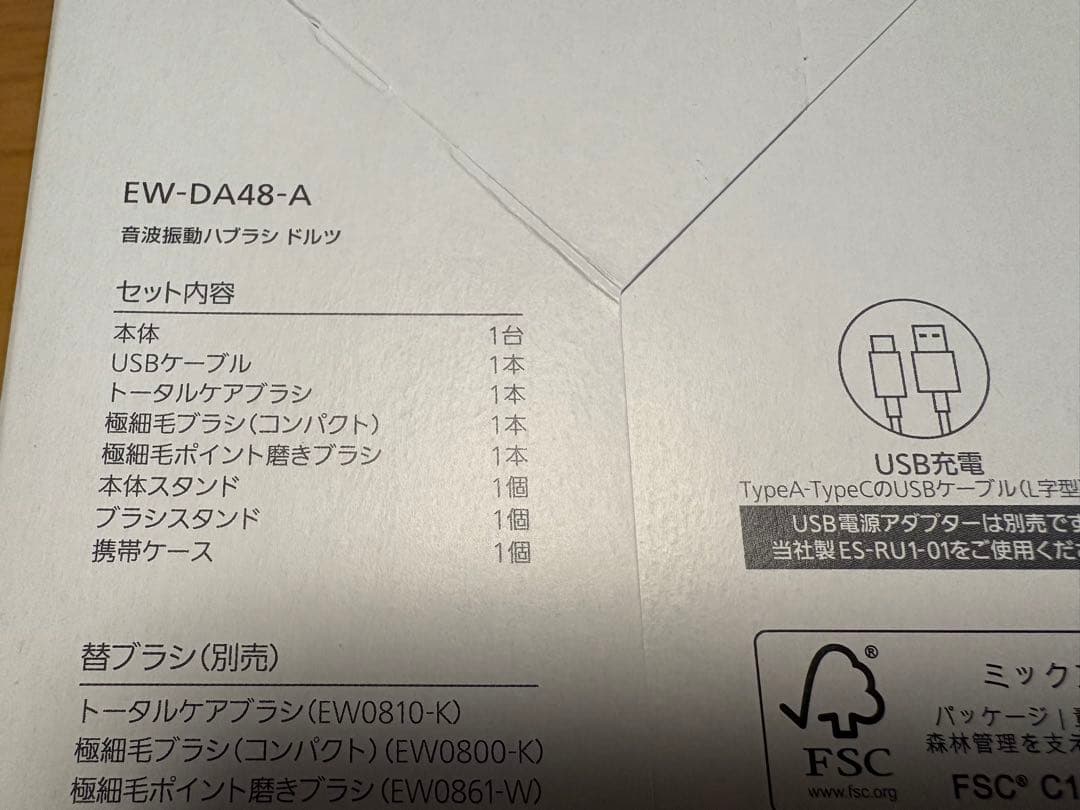 EW-DA48-A
音波振動ハブラシ ドルツ
セット内容
本体 1台
USBケーブル 1本
トータルケアブラシ 1本
極細毛ブラシ(コンパクト) 1本
極細毛ポイント磨きブラシ 1本
本体スタンド 1個
ブラシスタンド 1個
携帯ケース 1個
替ブラシ(別売)
トータルケアブラシ(EW0810-K)
極細毛ブラシ(コンパクト)(EW0800-K)
極細毛ポイント磨きブラシ(EW0861-W)
USB充電
TypeA-TypeCのUSBケーブル(L字型
USB電源アダプターは別売です
当社製ES-RU1-01をご使用くださ
®
FSC
www.fsc.org
ミック
パッケージ |
森林管理を支え
FSC® C1